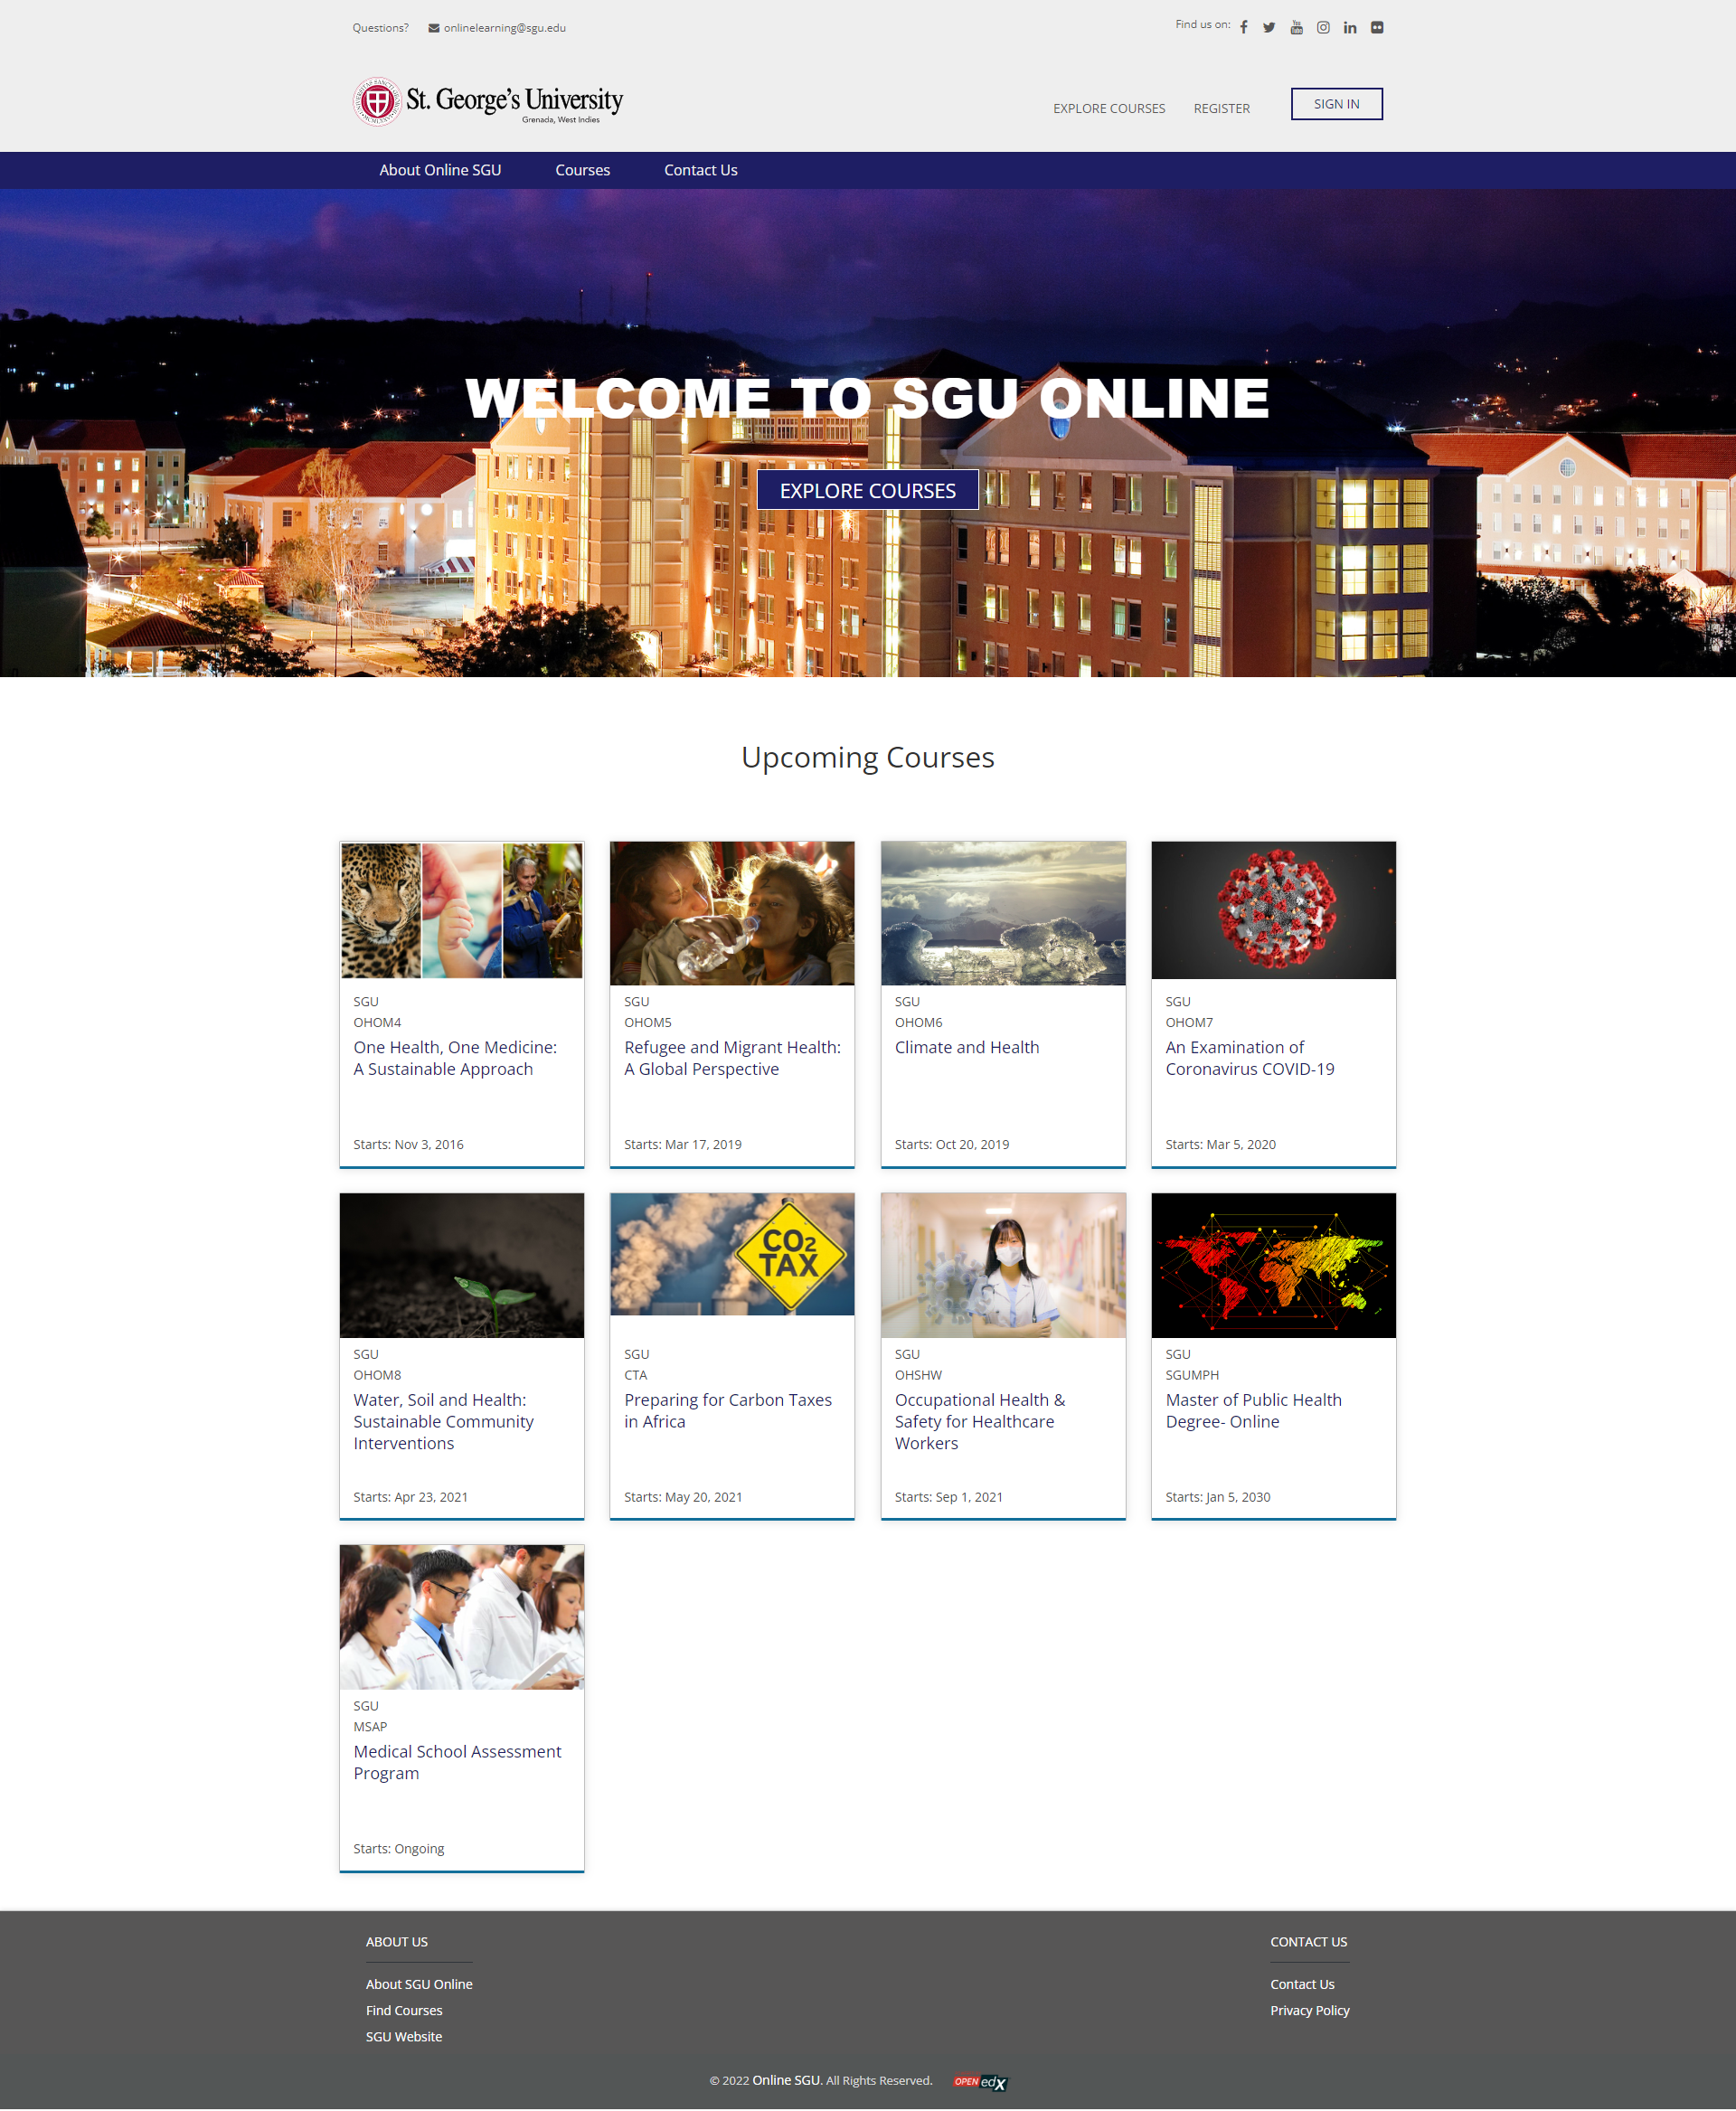 Questions? onlinelearning@sgu.edu Find us on:
St. George's University
Grenada, West Indies
EXPLORE COURSES REGISTER SIGN IN
About Online SGU Courses Contact Us
WELCOME TO SGU ONLINE
EXPLORE COURSES
Upcoming Courses
SGU
OHOM4
One Health, One Medicine:
A Sustainable Approach
Starts: Nov 3, 2016
SGU
OHOM5
Refugee and Migrant Health:
A Global Perspective
Starts: Mar 17, 2019
SGU
OHOM6
Climate and Health
Starts: Oct 20, 2019
SGU
OHOM7
An Examination of
Coronavirus COVID-19
Starts: Mar 5, 2020
SGU
OHOM8
Water, Soil and Health:
Sustainable Community
Interventions
Starts: Apr 23, 2021
CO2
TAX
SGU
CTA
Preparing for Carbon Taxes
in Africa
Starts: May 20, 2021
SGU
OHSHW
Occupational Health &
Safety for Healthcare
Workers
Starts: Sep 1, 2021
SGU
SGUMPH
Master of Public Health
Degree- Online
Starts: Jan 5, 2030
SGU
MSAP
Medical School Assessment
Program
Starts: Ongoing
ABOUT US
About SGU Online
Find Courses
SGU Website
CONTACT US
Contact Us
Privacy Policy
© 2022 Online SGU. All Rights Reserved. OPEN edX